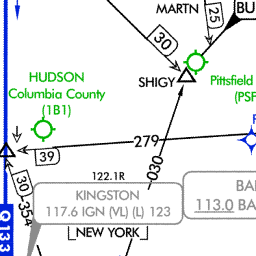 MARTN
25
BU
30
HUDSON
Columbia County
(1B1)
SHIGY
Pittsfield
(PSF
279
39
030
122.1R
30
354
KINGSTON
117.6 IGN (VL) (L) 123
BA
113.0 BA
NEW YORK
Q133